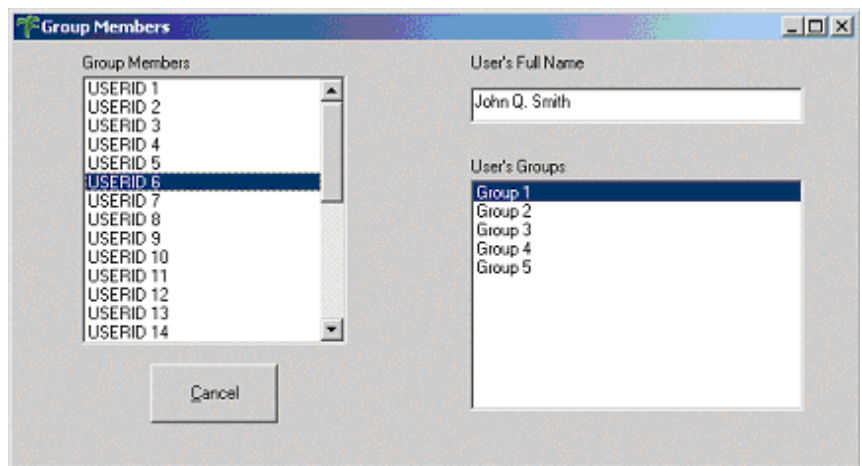 Group Members
Group Members
USERID 1
USERID 2
USERID 3
USERID 4
USERID 5
USERID 6
USERID 7
USERID 8
USERID 9
USERID 10
USERID 11
USERID 12
USERID 13
USERID 14
Cancel
User's Full Name
John Q. Smith
User's Groups
Group 1
Group 2
Group 3
Group 4
Group 5